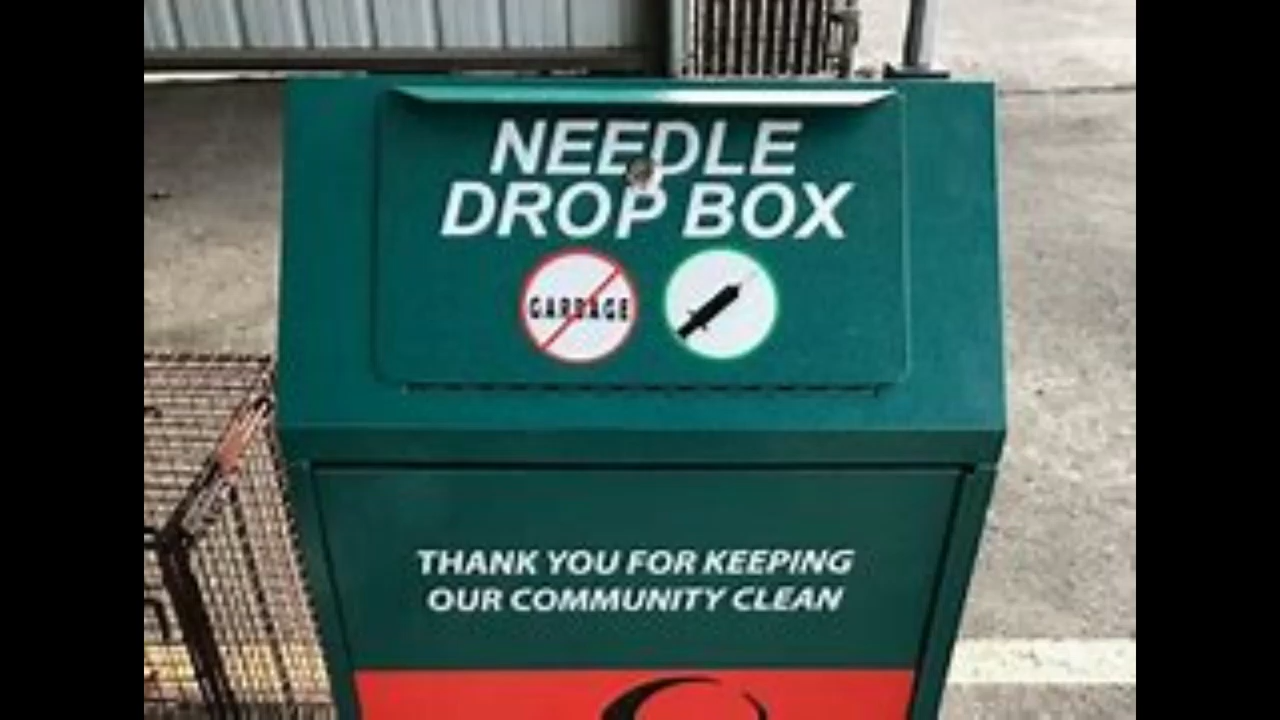 NEEDLE
DROP BOX
GARBAGE
THANK YOU FOR KEEPING
OUR COMMUNITY CLEAN